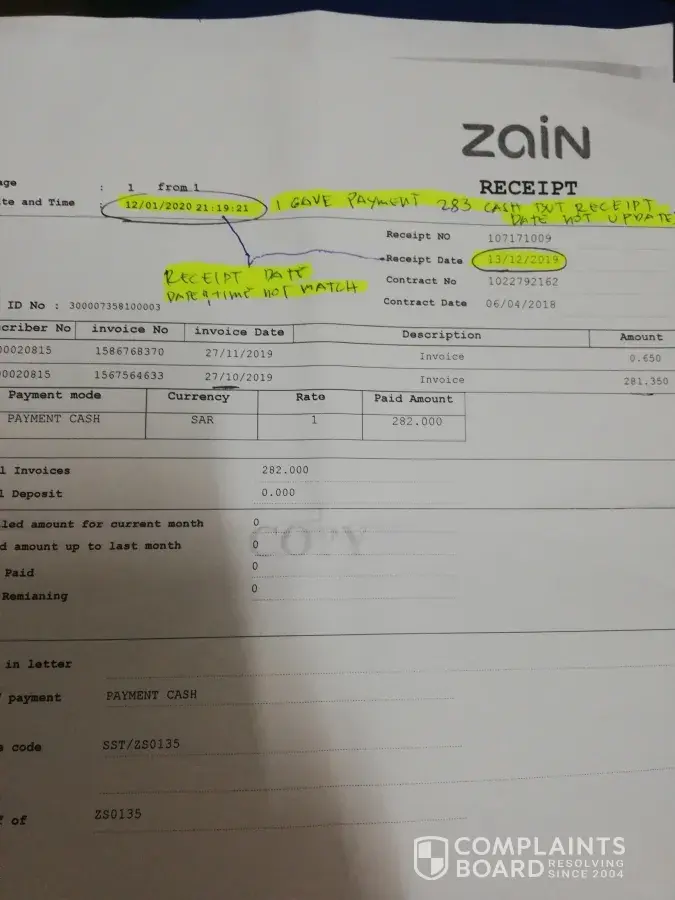 zain
RECEIPT
age : 1 from 1
te and Time : 12/01/2020 21:19:21
I GAVE PAYMENT 283 CASH BUT RECEIPT
DATE NOT UPDATE
Receipt NO 107171009
Receipt Date 13/12/2019
RECEIPT DATE
DATE & TIME NOT MATCH
Contract No 1022792162
Contract Date 06/04/2018
ID No : 300007358100003
criber No invoice No invoice Date Description Amount
00020815 1586768370 27/11/2019 Invoice 0.650
00020815 1567564633 27/10/2019 Invoice 281.350
Payment mode Currency Rate Paid Amount
PAYMENT CASH SAR 1 282.000
l Invoices 282.000
l Deposit 0.000
led amount for current month 0
d amount up to last month 0
COPY
Paid 0
Remianing 0
in letter
payment PAYMENT CASH
e code SST/ZS0135
of ZS0135
COMPLAINTS
BOARD RESOLVING
SINCE 2004